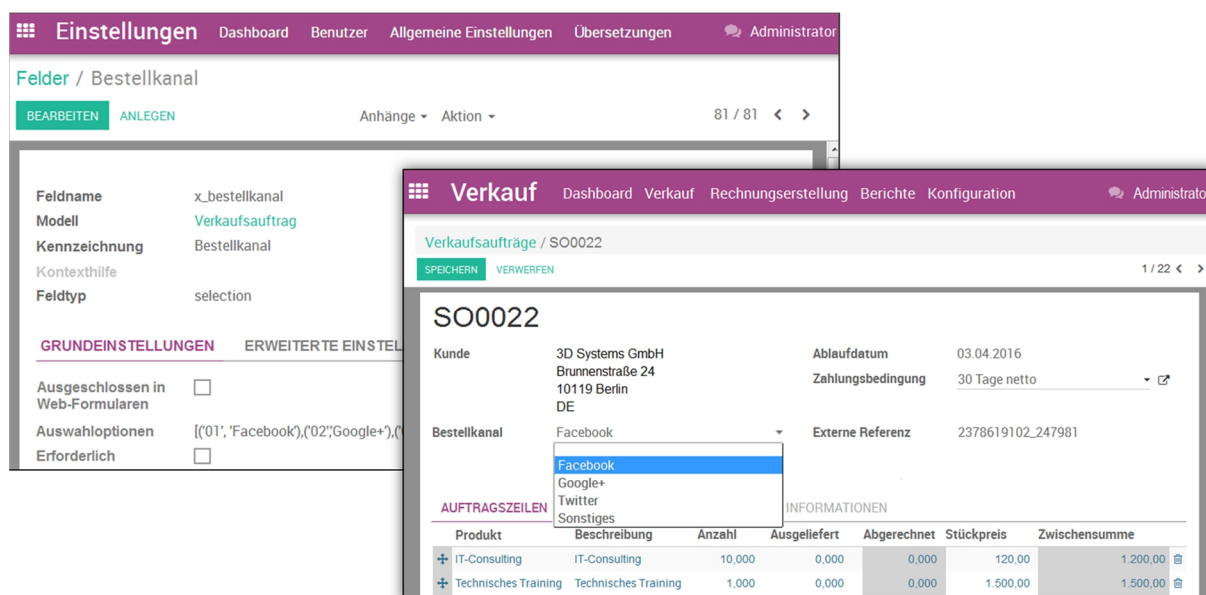 Einstellungen Dashboard Benutzer Allgemeine Einstellungen Übersetzungen Administrator
Felder / Bestellkanal
BEARBEITEN ANLEGEN Anhänge Aktion 81 / 81
Feldname x_bestellkanal
Modell Verkaufsauftrag
Kennzeichnung Bestellkanal
Kontexthilfe
Feldtyp selection
GRUNDEINSTELLUNGEN ERWEITERTE EINSTEL
Ausgeschlossen in
Web-Formularen
Auswahloptionen [('01', 'Facebook'),('02','Google+'),('
Erforderlich
Verkauf Dashboard Verkauf Rechnungserstellung Berichte Konfiguration Administrato
Verkaufsaufträge / SO0022
SPEICHERN VERWERFEN 1 / 22
SO0022
Kunde 3D Systems GmbH Ablaufdatum 03.04.2016
Brunnenstraße 24 Zahlungsbedingung 30 Tage netto
10119 Berlin
DE
Bestellkanal Facebook Externe Referenz 2378619102_247981
Facebook
Google+
Twitter
Sonstiges
AUFTRAGSZEILEN INFORMATIONEN
Produkt Beschreibung Anzahl Ausgeliefert Abgerechnet Stückpreis Zwischensumme
IT-Consulting IT-Consulting 10,000 0,000 0,000 120,00 1.200,00
Technisches Training Technisches Training 1,000 0,000 0,000 1.500,00 1.500,00